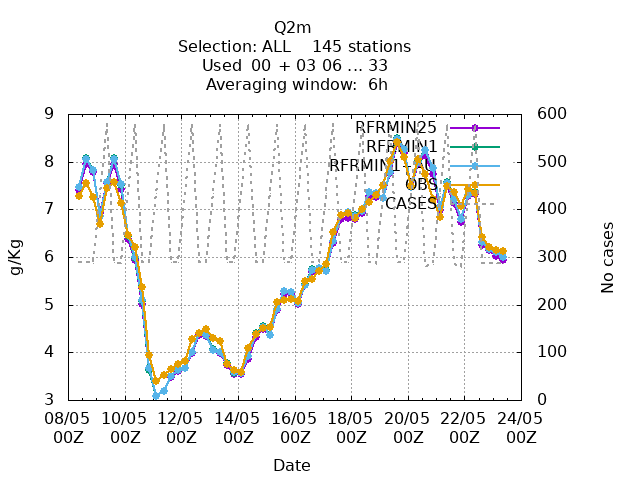 Q2m
Selection: ALL 145 stations
Used 00 + 03 06 ... 33
Averaging window: 6h
9
8
7
6
5
4
3
g/Kg
600
500
400
300
200
100
0
No cases
RFRMIN25
RFRMIN1
OBS
CASES
08/05 10/05 12/05 14/05 16/05 18/05 20/05 22/05 24/05
00Z 00Z 00Z 00Z 00Z 00Z 00Z 00Z 00Z
Date